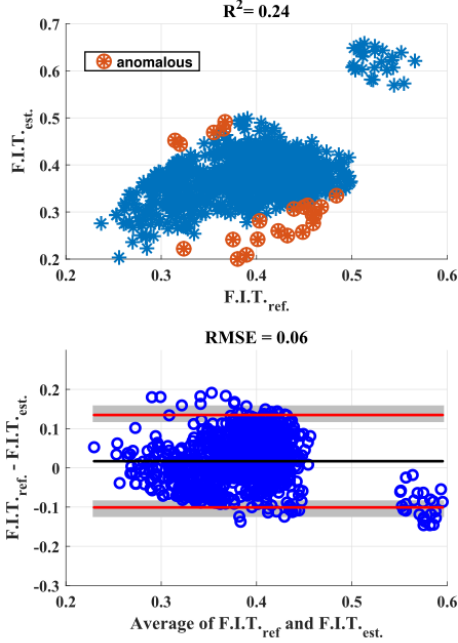 R²= 0.24
0.7
0.6
0.5
0.4
0.3
0.2
F.I.T.est.
anomalous
0.2 0.3 0.4 0.5 0.6
F.I.T.ref.
RMSE = 0.06
0.3
0.2
0.1
0
-0.1
-0.2
-0.3
F.I.T.ref. - F.I.T.est.
0.2 0.3 0.4 0.5 0.6
Average of F.I.T.ref and F.I.T.est.